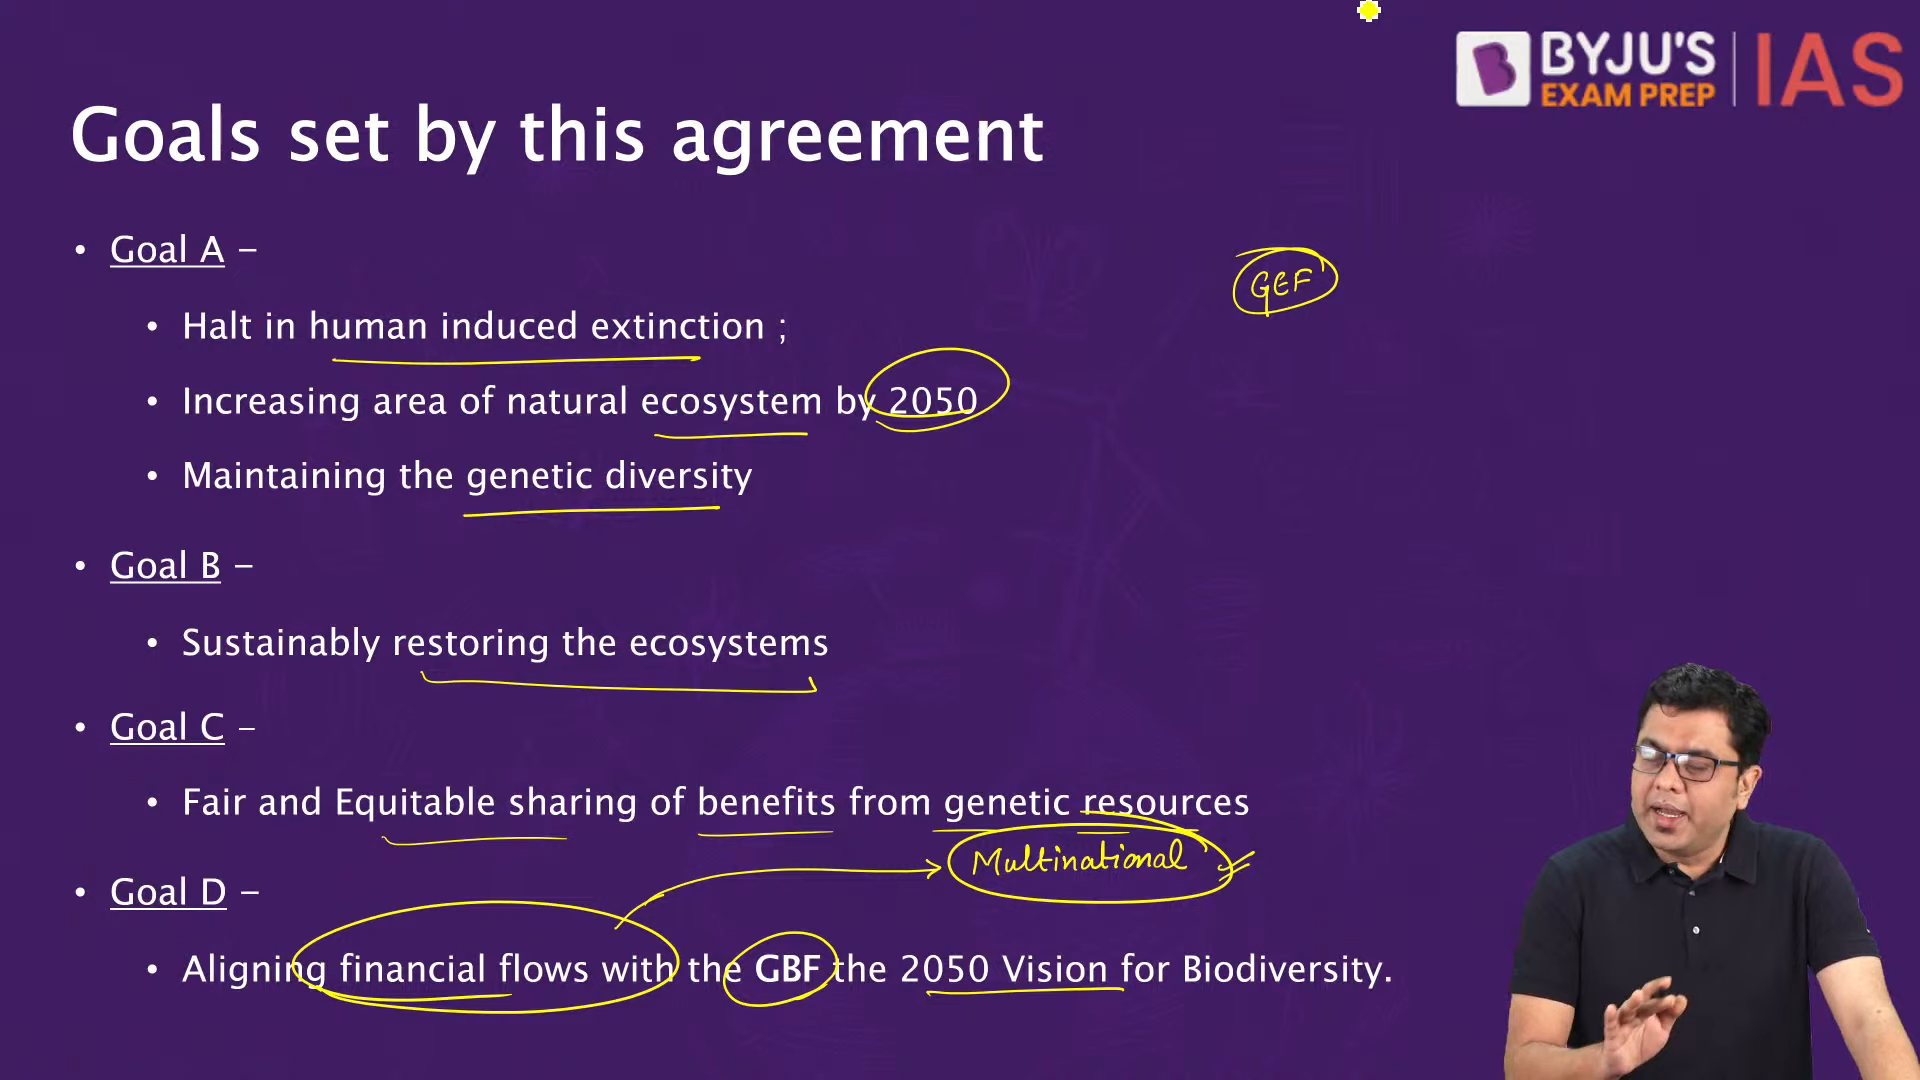 BYJU'S
EXAM PREP
IAS
Goals set by this agreement
• Goal A –
GEF
• Halt in human induced extinction ;
• Increasing area of natural ecosystem by 2050
• Maintaining the genetic diversity
• Goal B –
• Sustainably restoring the ecosystems
• Goal C –
• Fair and Equitable sharing of benefits from genetic resources
Multinational
• Goal D –
• Aligning financial flows with the GBF the 2050 Vision for Biodiversity.